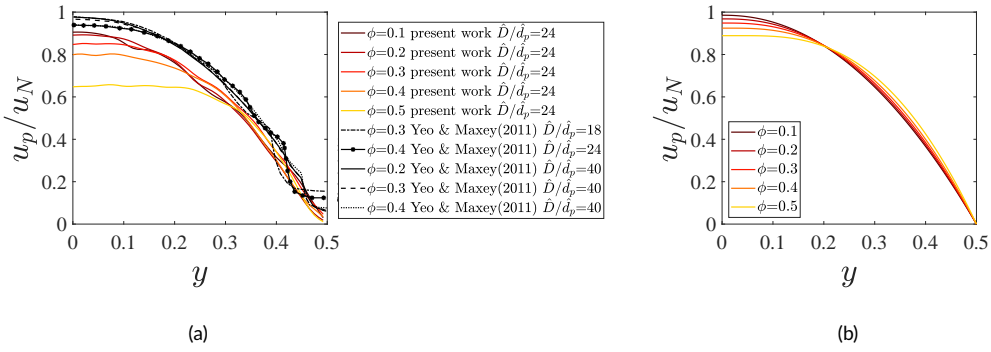 1
0.8
0.6
0.4
0.2
0
u_p/u_N
0 0.1 0.2 0.3 0.4 0.5
y
ϕ=0.1 present work D̂/d̂_p=24
ϕ=0.2 present work D̂/d̂_p=24
ϕ=0.3 present work D̂/d̂_p=24
ϕ=0.4 present work D̂/d̂_p=24
ϕ=0.5 present work D̂/d̂_p=24
ϕ=0.3 Yeo & Maxey(2011) D̂/d̂_p=18
ϕ=0.4 Yeo & Maxey(2011) D̂/d̂_p=24
ϕ=0.2 Yeo & Maxey(2011) D̂/d̂_p=40
ϕ=0.3 Yeo & Maxey(2011) D̂/d̂_p=40
ϕ=0.4 Yeo & Maxey(2011) D̂/d̂_p=40
(a)
1
0.8
0.6
0.4
0.2
0
u_p/u_N
ϕ=0.1
ϕ=0.2
ϕ=0.3
ϕ=0.4
ϕ=0.5
0 0.1 0.2 0.3 0.4 0.5
y
(b)